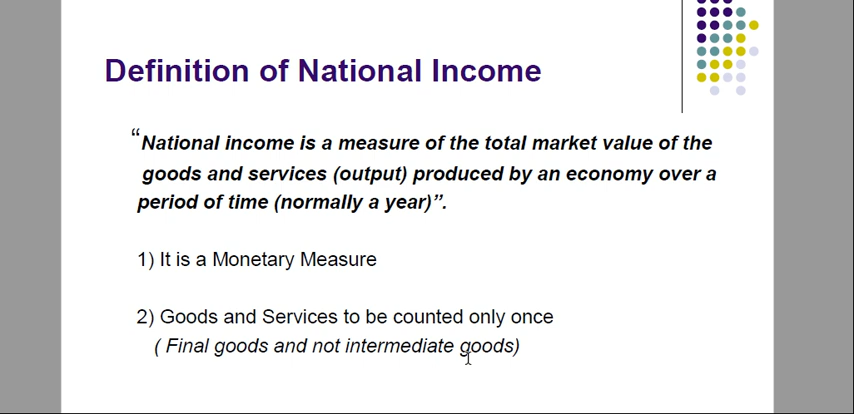 Definition of National Income
“National income is a measure of the total market value of the
goods and services (output) produced by an economy over a
period of time (normally a year)”.
1) It is a Monetary Measure
2) Goods and Services to be counted only once
( Final goods and not intermediate goods)